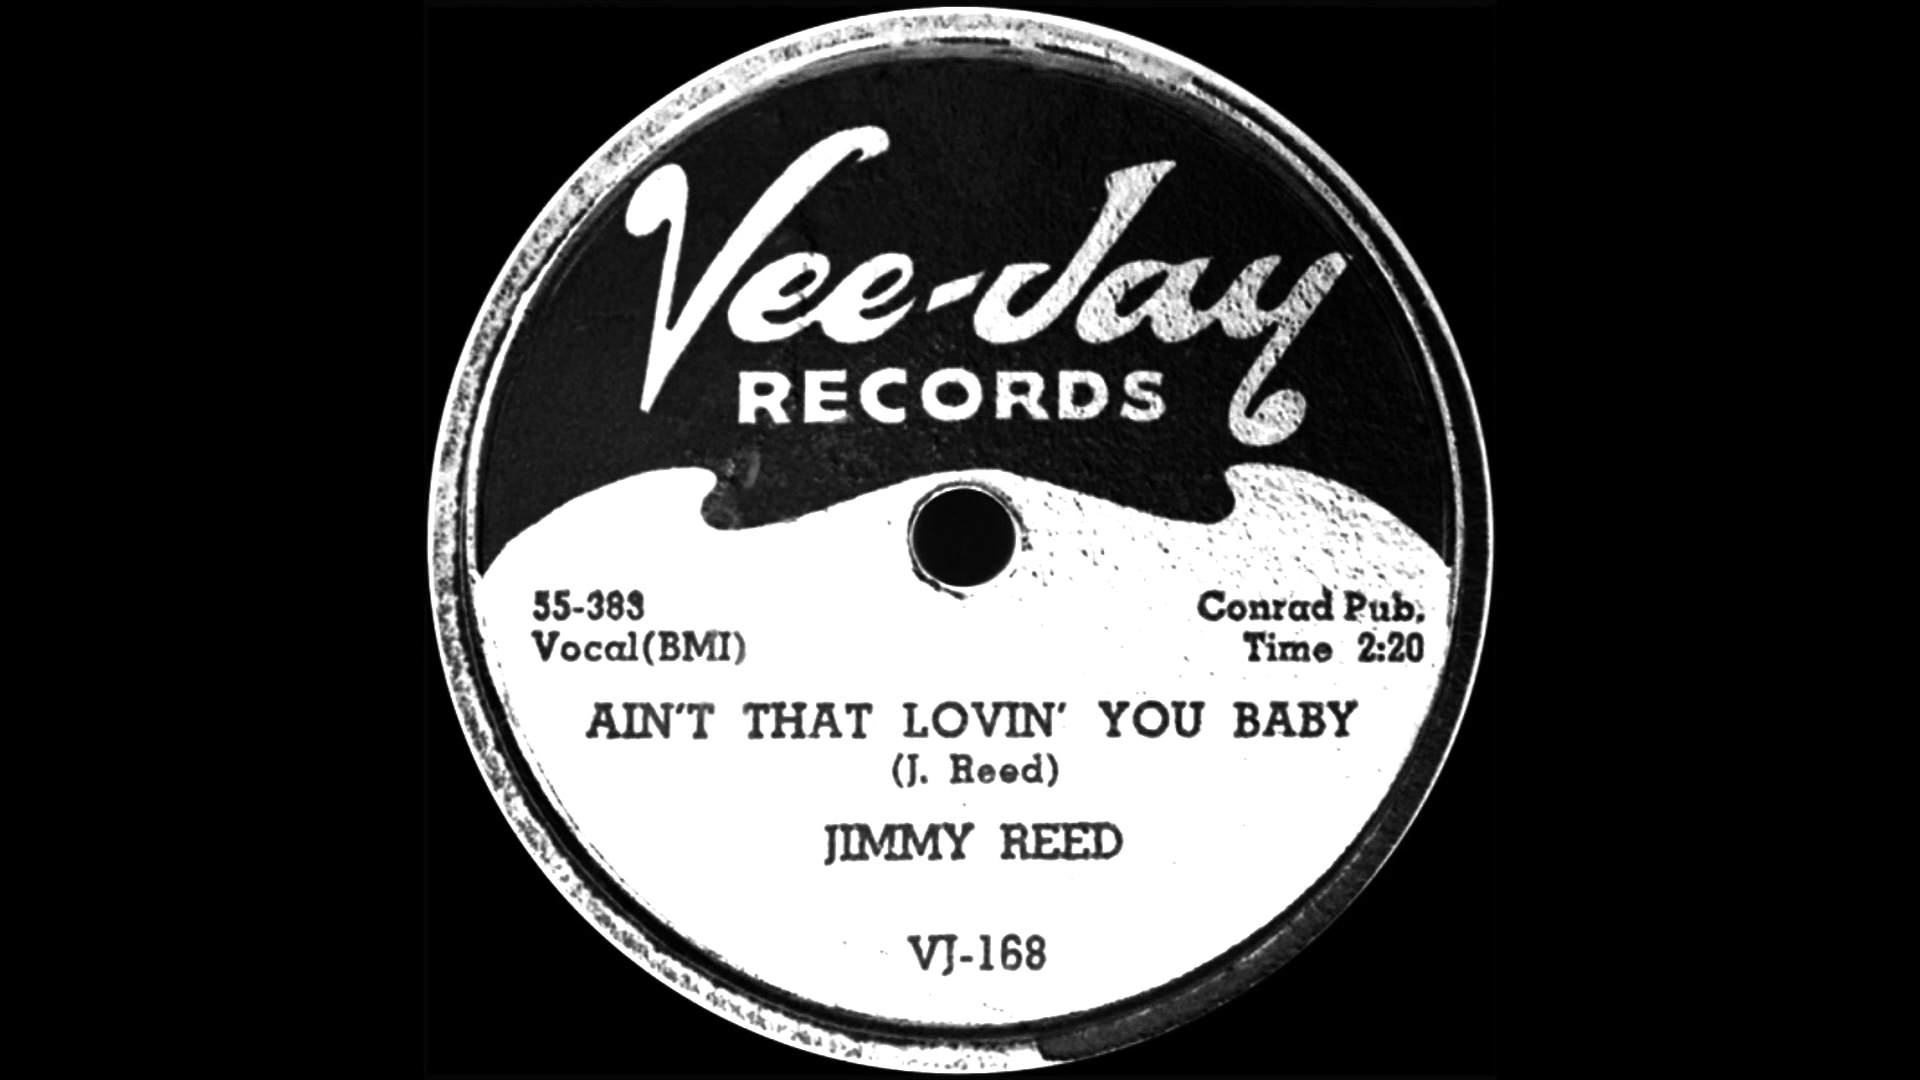 Vee-Jay
RECORDS
55-383
Vocal(BMI)
Conrad Pub.
Time 2:20
AIN'T THAT LOVIN' YOU BABY
(J. Reed)
JIMMY REED
VJ-168